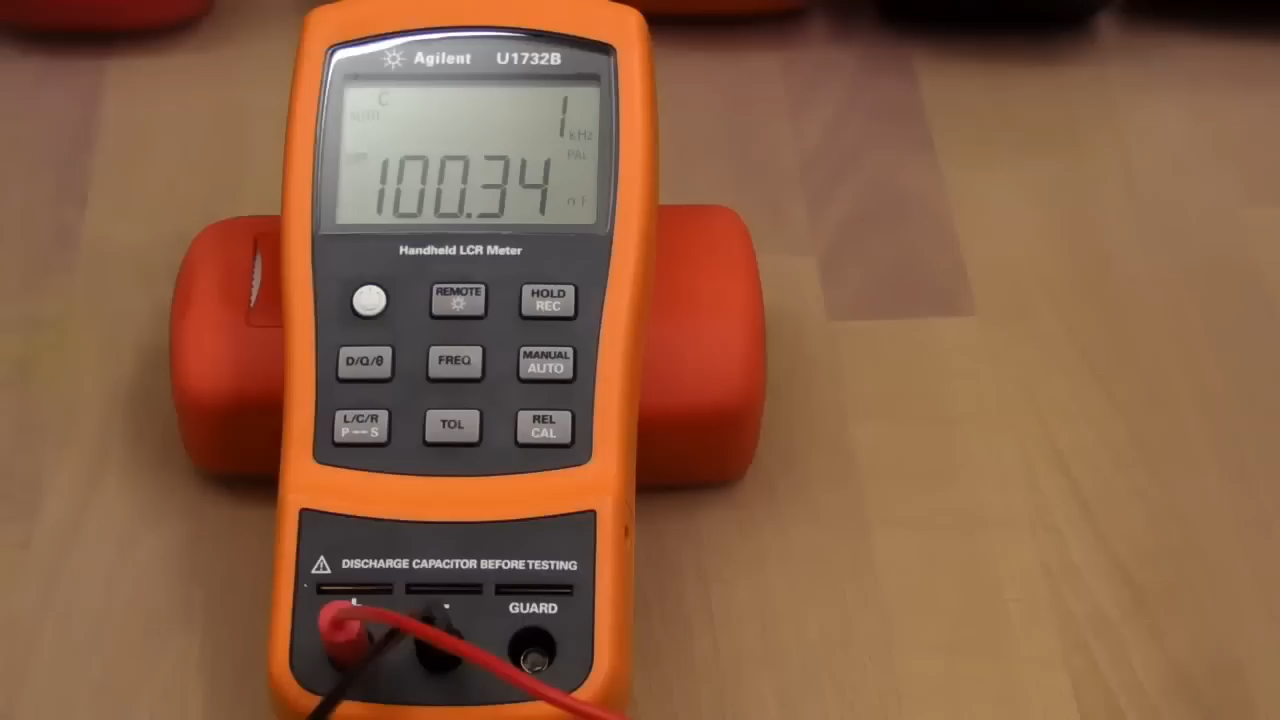 Agilent U1732B
C
1 kHz
PAL
100.34 nF
Handheld LCR Meter
REMOTE
HOLD
REC
D/Q/θ
FREQ
MANUAL
AUTO
L/C/R
P↔S
TOL
REL
CAL
DISCHARGE CAPACITOR BEFORE TESTING
GUARD